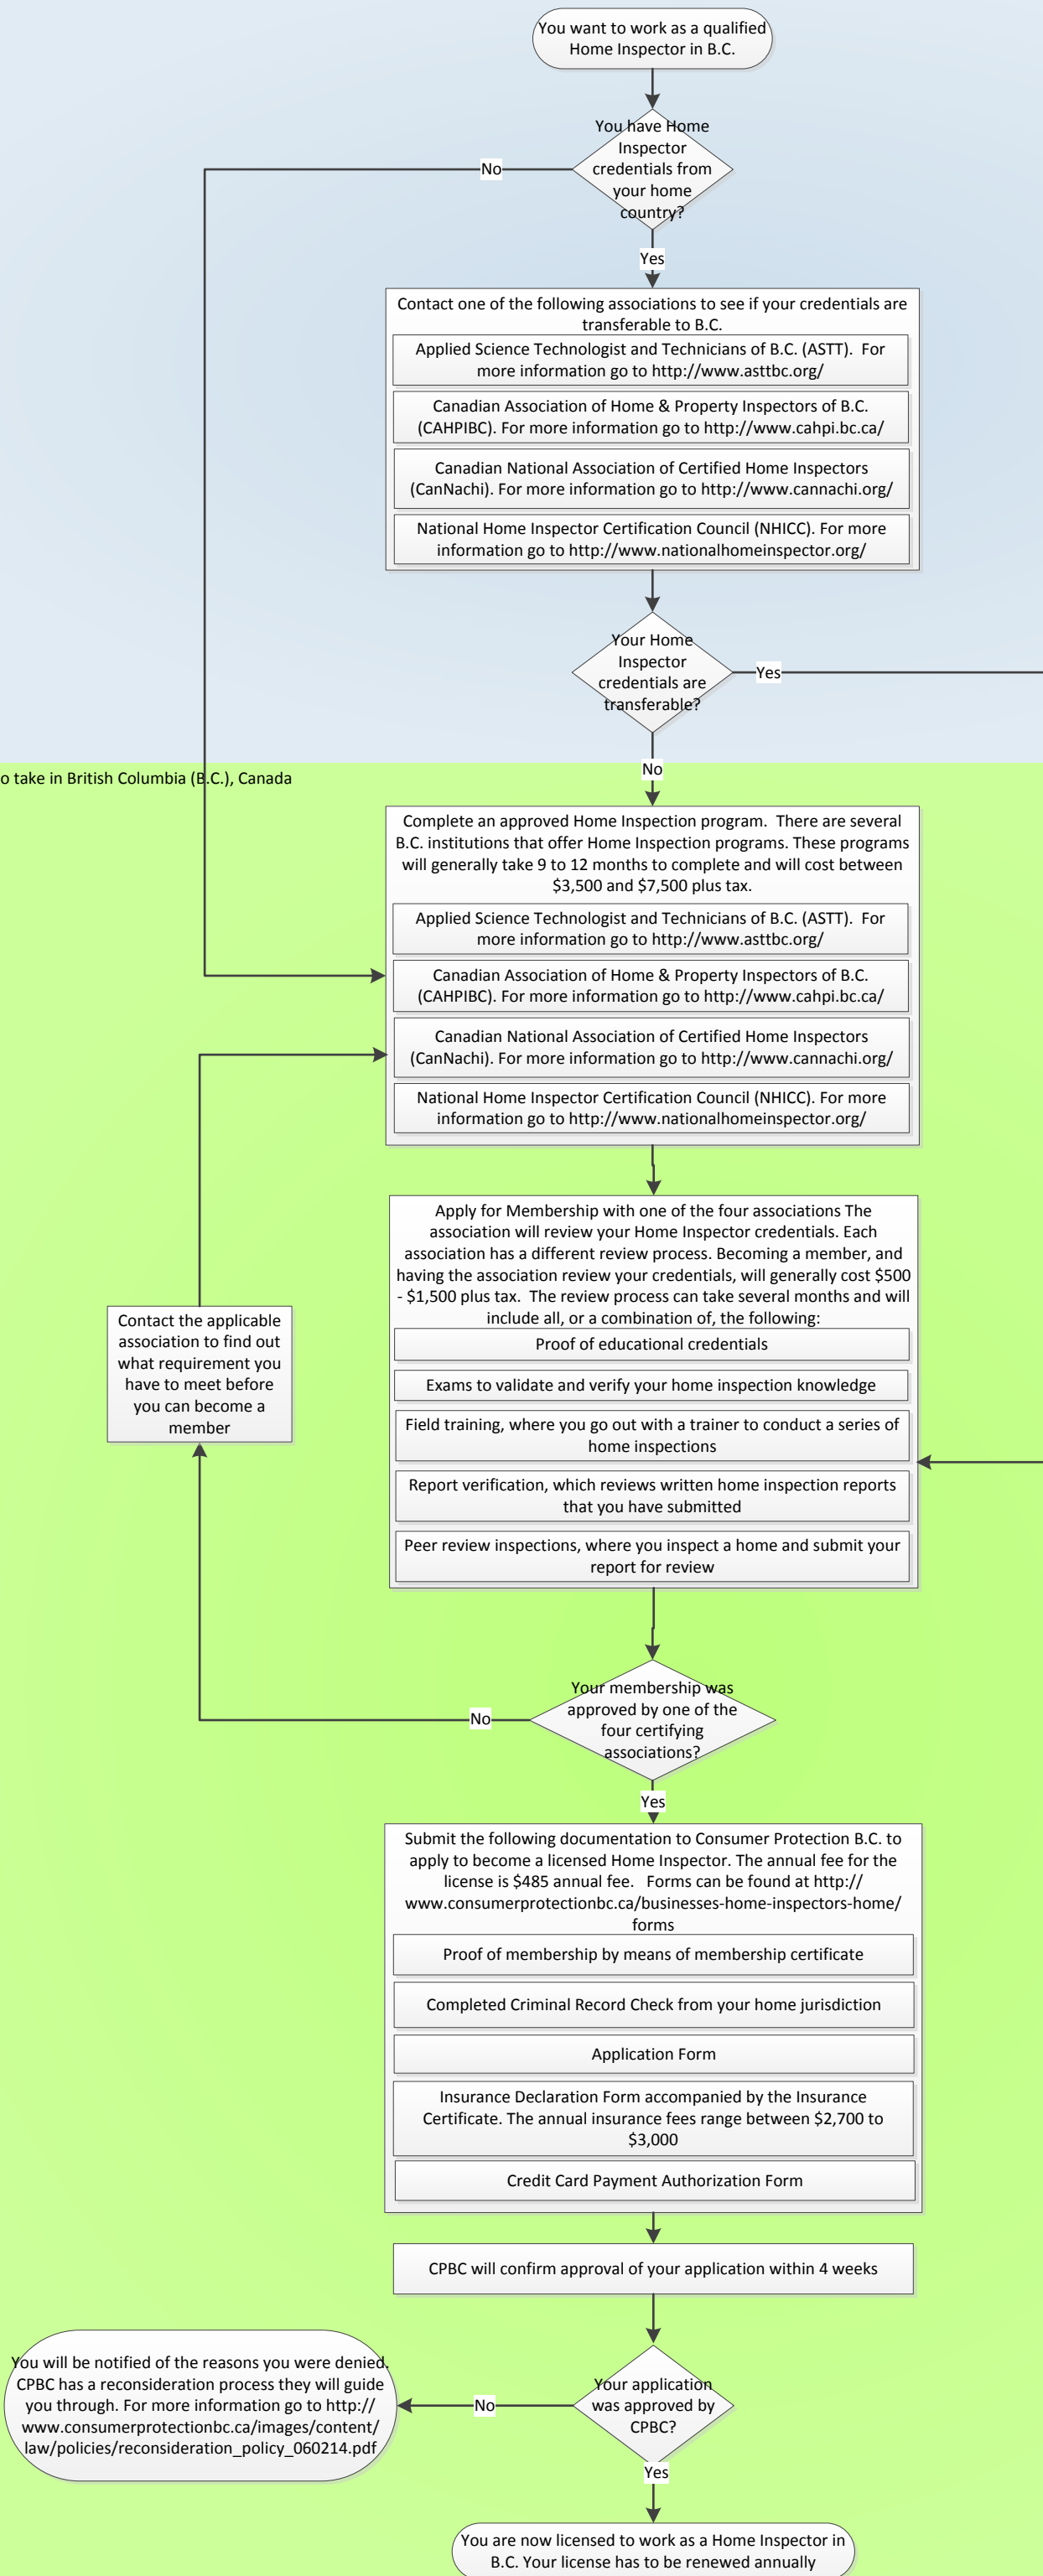 You want to work as a qualified
Home Inspector in B.C.
You have Home
Inspector
credentials from
your home
country?
No
Yes
Contact one of the following associations to see if your credentials are
transferable to B.C.
Applied Science Technologist and Technicians of B.C. (ASTT).  For
more information go to http://www.asttbc.org/
Canadian Association of Home & Property Inspectors of B.C.
(CAHPIBC). For more information go to http://www.cahpi.bc.ca/
Canadian National Association of Certified Home Inspectors
(CanNachi). For more information go to http://www.cannachi.org/
National Home Inspector Certification Council (NHICC). For more
information go to http://www.nationalhomeinspector.org/
Your Home
Inspector
credentials are
transferable?
Yes
No
o take in British Columbia (B.C.), Canada
Complete an approved Home Inspection program.  There are several
B.C. institutions that offer Home Inspection programs. These programs
will generally take 9 to 12 months to complete and will cost between
$3,500 and $7,500 plus tax.
Applied Science Technologist and Technicians of B.C. (ASTT).  For
more information go to http://www.asttbc.org/
Canadian Association of Home & Property Inspectors of B.C.
(CAHPIBC). For more information go to http://www.cahpi.bc.ca/
Canadian National Association of Certified Home Inspectors
(CanNachi). For more information go to http://www.cannachi.org/
National Home Inspector Certification Council (NHICC). For more
information go to http://www.nationalhomeinspector.org/
Apply for Membership with one of the four associations The
association will review your Home Inspector credentials. Each
association has a different review process. Becoming a member, and
having the association review your credentials, will generally cost $500
- $1,500 plus tax.  The review process can take several months and will
include all, or a combination of, the following:
Proof of educational credentials
Exams to validate and verify your home inspection knowledge
Field training, where you go out with a trainer to conduct a series of
home inspections
Report verification, which reviews written home inspection reports
that you have submitted
Peer review inspections, where you inspect a home and submit your
report for review
Contact the applicable
association to find out
what requirement you
have to meet before
you can become a
member
Your membership was
approved by one of the
four certifying
associations?
No
Yes
Submit the following documentation to Consumer Protection B.C. to
apply to become a licensed Home Inspector. The annual fee for the
license is $485 annual fee.   Forms can be found at http://
www.consumerprotectionbc.ca/businesses-home-inspectors-home/
forms
Proof of membership by means of membership certificate
Completed Criminal Record Check from your home jurisdiction
Application Form
Insurance Declaration Form accompanied by the Insurance
Certificate. The annual insurance fees range between $2,700 to
$3,000
Credit Card Payment Authorization Form
CPBC will confirm approval of your application within 4 weeks
Your application
was approved by
CPBC?
No
You will be notified of the reasons you were denied.
CPBC has a reconsideration process they will guide
you through. For more information go to http://
www.consumerprotectionbc.ca/images/content/
law/policies/reconsideration_policy_060214.pdf
Yes
You are now licensed to work as a Home Inspector in
B.C. Your license has to be renewed annually